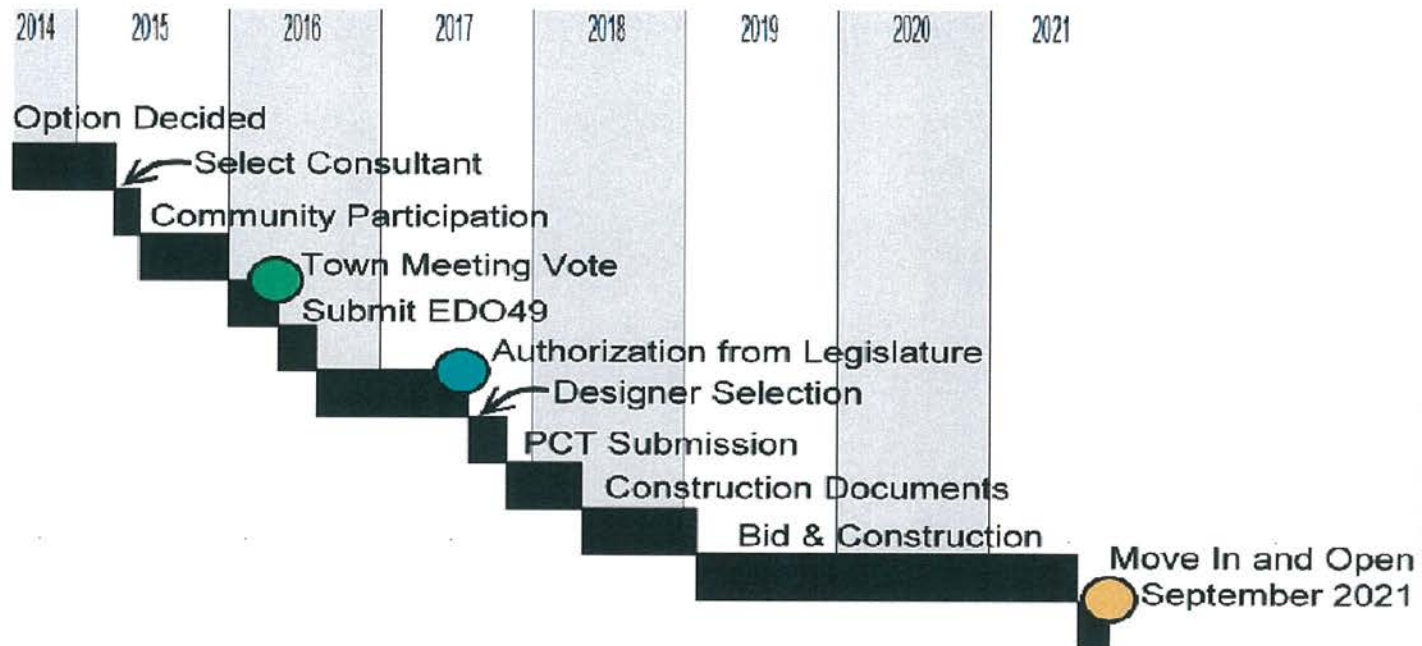 2014 2015 2016 2017 2018 2019 2020 2021
Option Decided
Select Consultant
Community Participation
Town Meeting Vote
Submit EDO49
Authorization from Legislature
Designer Selection
PCT Submission
Construction Documents
Bid & Construction
Move In and Open
September 2021